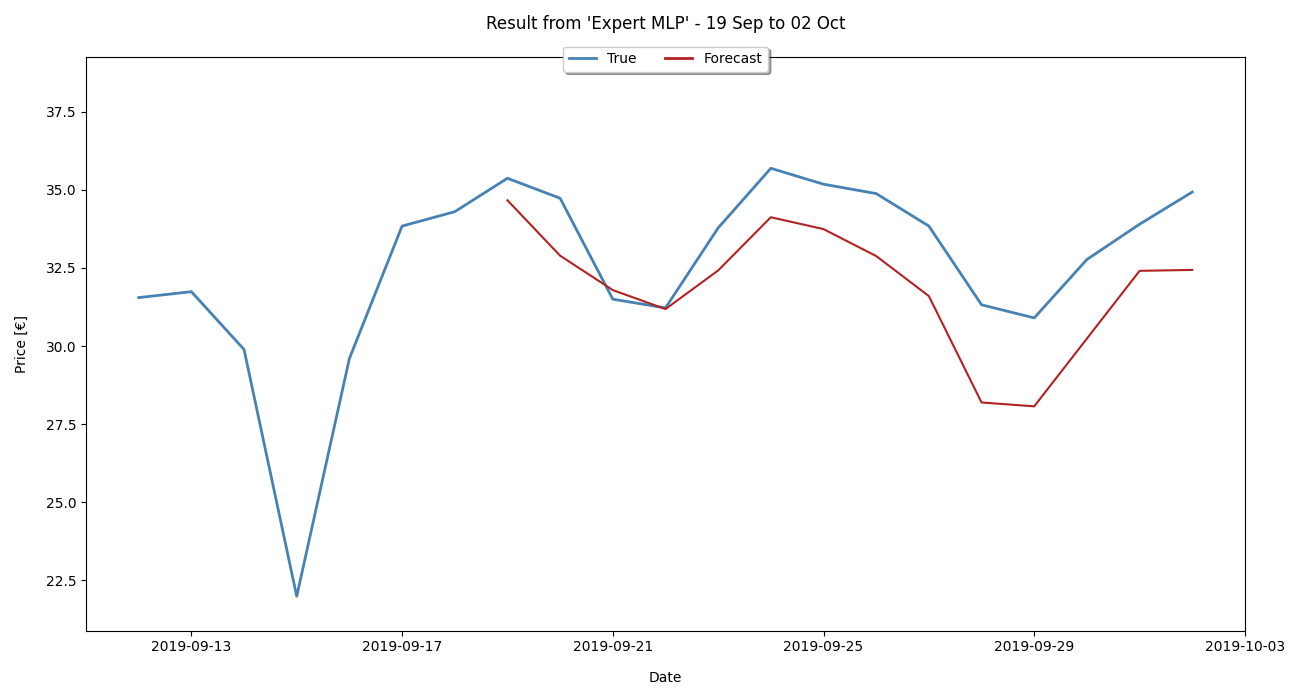 Result from 'Expert MLP' - 19 Sep to 02 Oct
True Forecast
37.5
35.0
32.5
30.0
27.5
25.0
22.5
Price [€]
2019-09-13 2019-09-17 2019-09-21 2019-09-25 2019-09-29 2019-10-03
Date